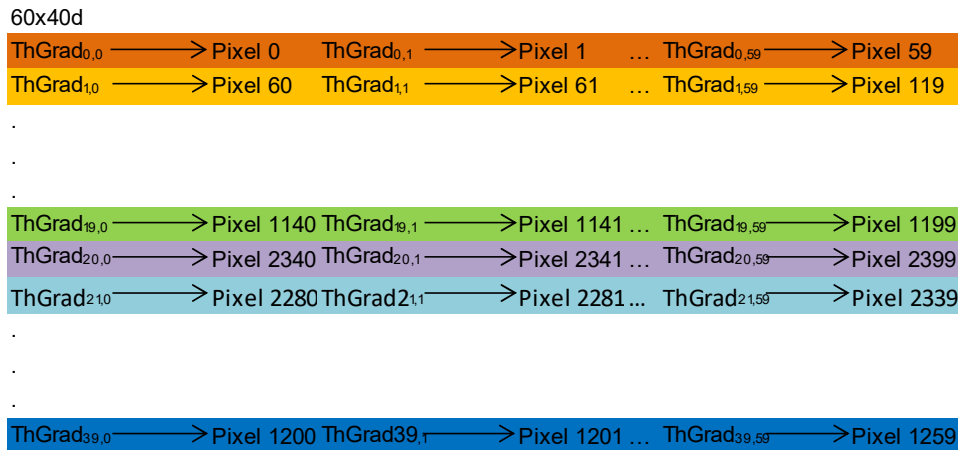 60x40d
ThGrad0,0 Pixel 0 ThGrad0,1 Pixel 1 … ThGrad0,59 Pixel 59
ThGrad1,0 Pixel 60 ThGrad1,1 Pixel 61 … ThGrad1,59 Pixel 119
.
.
.
ThGrad19,0 Pixel 1140 ThGrad19,1 Pixel 1141 … ThGrad19,59 Pixel 1199
ThGrad20,0 Pixel 2340 ThGrad20,1 Pixel 2341 … ThGrad20,59 Pixel 2399
ThGrad21,0 Pixel 2280 ThGrad21,1 Pixel 2281 … ThGrad21,59 Pixel 2339
.
.
.
ThGrad39,0 Pixel 1200 ThGrad39,1 Pixel 1201 … ThGrad39,59 Pixel 1259